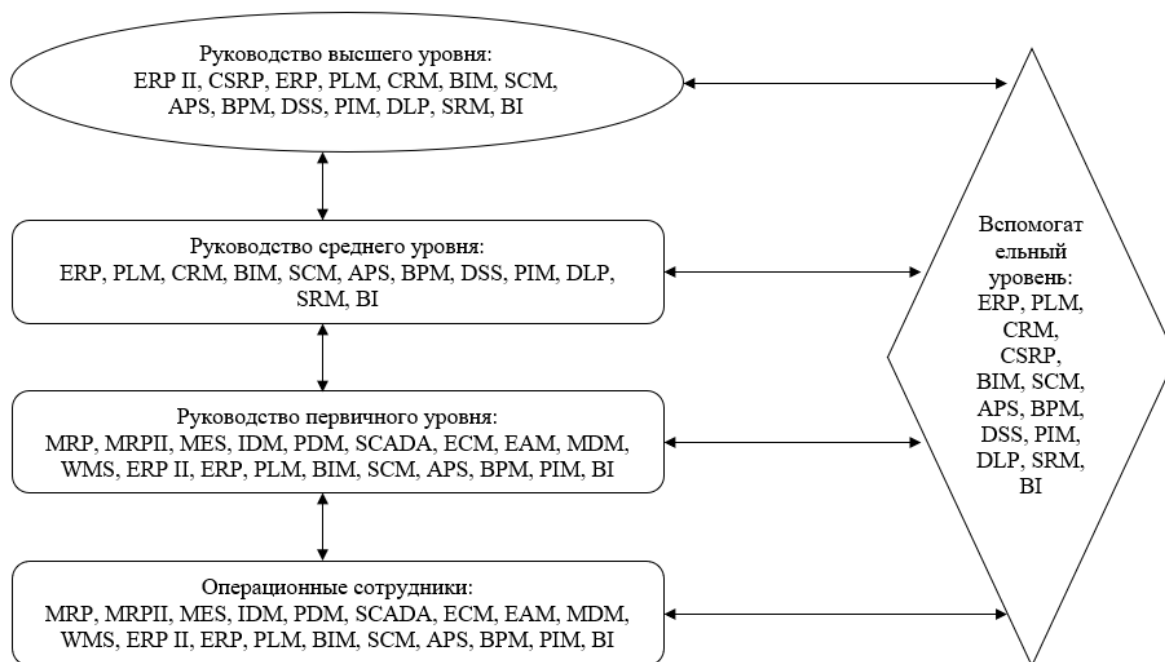 Руководство высшего уровня:
ERP II, CSRP, ERP, PLM, CRM, BIM, SCM,
APS, BPM, DSS, PIM, DLP, SRM, BI
Руководство среднего уровня:
ERP, PLM, CRM, BIM, SCM, APS, BPM, DSS, PIM, DLP,
SRM, BI
Руководство первичного уровня:
MRP, MRPII, MES, IDM, PDM, SCADA, ECM, EAM, MDM,
WMS, ERP II, ERP, PLM, BIM, SCM, APS, BPM, PIM, BI
Операционные сотрудники:
MRP, MRPII, MES, IDM, PDM, SCADA, ECM, EAM, MDM,
WMS, ERP II, ERP, PLM, BIM, SCM, APS, BPM, PIM, BI
Вспомогат
ельный
уровень:
ERP, PLM,
CRM,
CSRP,
BIM, SCM,
APS, BPM,
DSS, PIM,
DLP, SRM,
BI